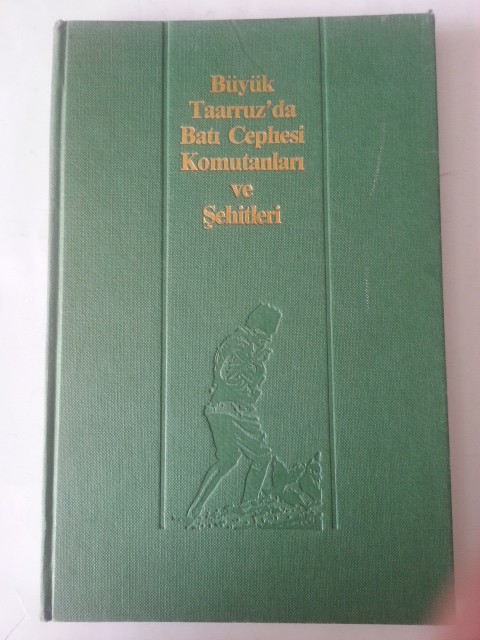 Büyük
Taarruz'da
Batı Cephesi
Komutanları
ve
Şehitleri